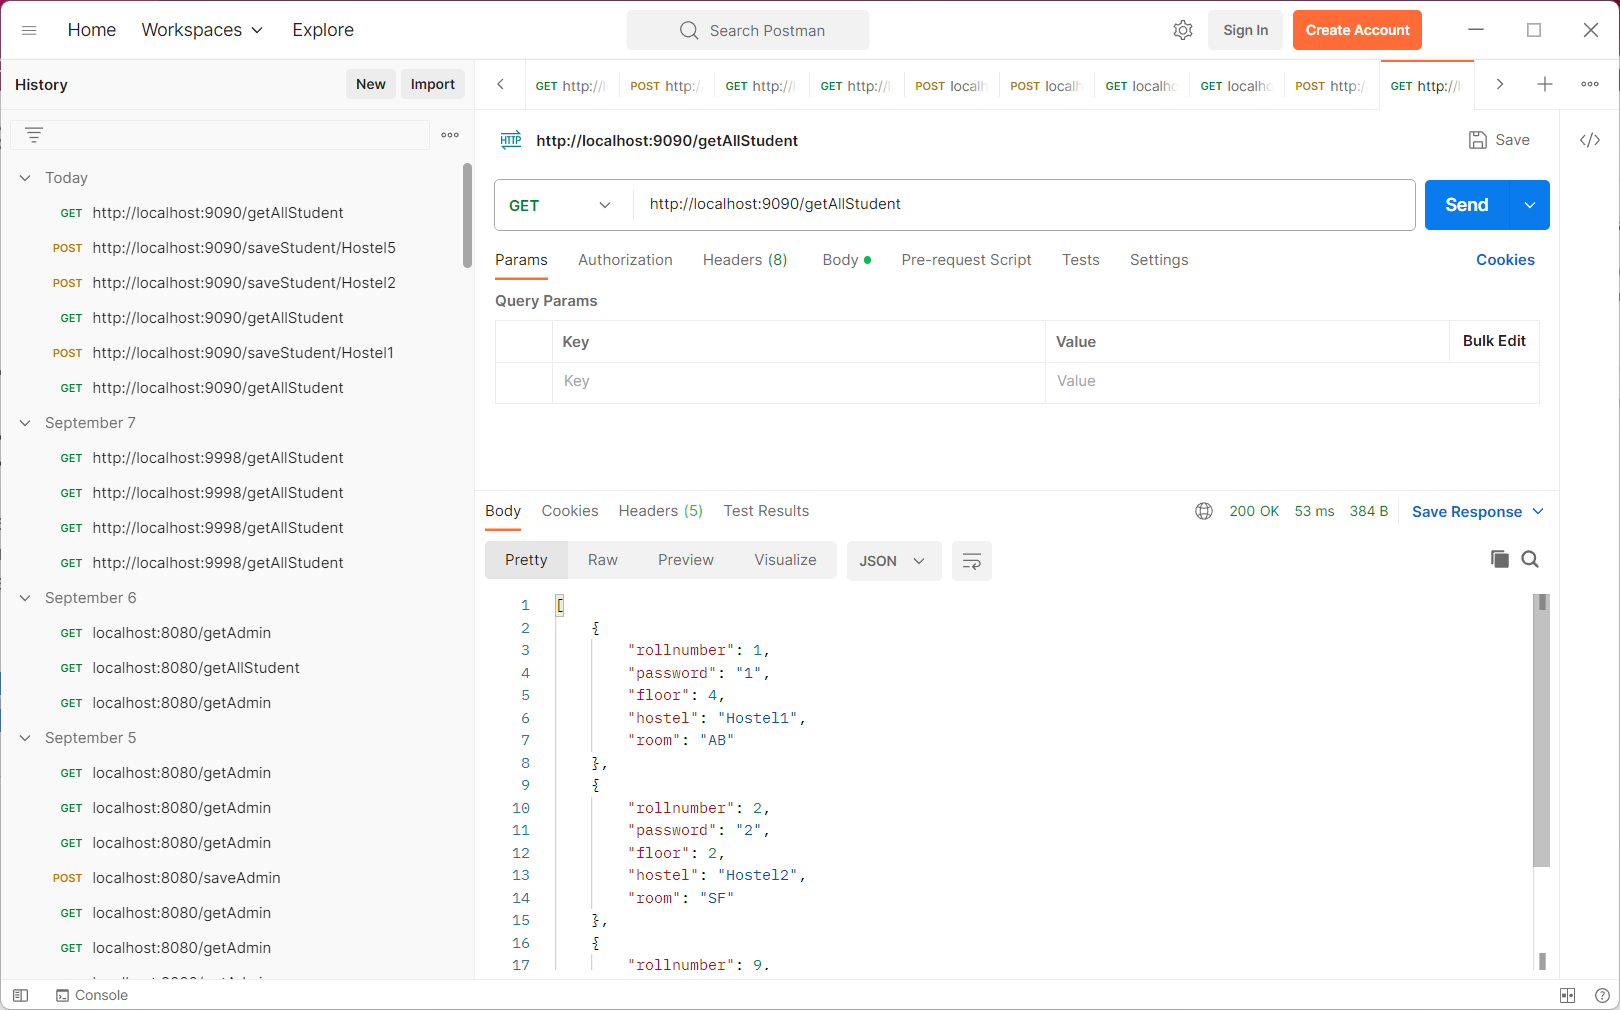 Home Workspaces Explore Search Postman Sign In Create Account
History New Import
GET http://l POST http:/ GET http://l GET http://l POST localh POST localh GET localho GET localho POST http:/ GET http://l
http://localhost:9090/getAllStudent Save
GET http://localhost:9090/getAllStudent Send
Params Authorization Headers (8) Body Pre-request Script Tests Settings Cookies
Query Params
Key Value Bulk Edit
Key Value
Today
GET http://localhost:9090/getAllStudent
POST http://localhost:9090/saveStudent/Hostel5
POST http://localhost:9090/saveStudent/Hostel2
GET http://localhost:9090/getAllStudent
POST http://localhost:9090/saveStudent/Hostel1
GET http://localhost:9090/getAllStudent
September 7
GET http://localhost:9998/getAllStudent
GET http://localhost:9998/getAllStudent
GET http://localhost:9998/getAllStudent
GET http://localhost:9998/getAllStudent
September 6
GET localhost:8080/getAdmin
GET localhost:8080/getAllStudent
GET localhost:8080/getAdmin
September 5
GET localhost:8080/getAdmin
GET localhost:8080/getAdmin
GET localhost:8080/getAdmin
POST localhost:8080/saveAdmin
GET localhost:8080/getAdmin
GET localhost:8080/getAdmin
Body Cookies Headers (5) Test Results 200 OK 53 ms 384 B Save Response
Pretty Raw Preview Visualize JSON
1 [
2 {
3 "rollnumber": 1,
4 "password": "1",
5 "floor": 4,
6 "hostel": "Hostel1",
7 "room": "AB"
8 },
9 {
10 "rollnumber": 2,
11 "password": "2",
12 "floor": 2,
13 "hostel": "Hostel2",
14 "room": "SF"
15 },
16 {
17 "rollnumber": 9,
Console